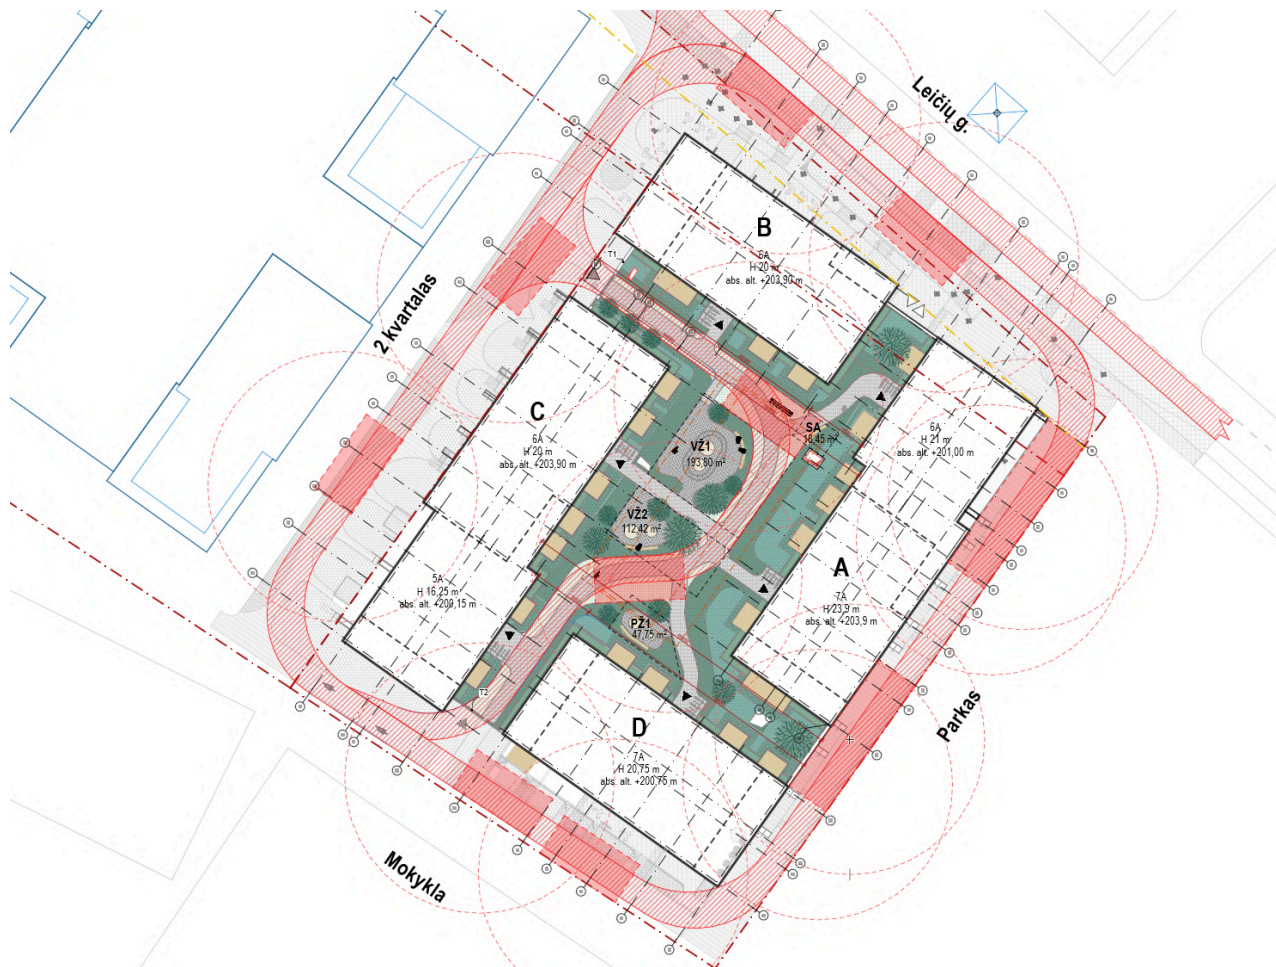 Leičių g.
B
6A
H 20 m
abs. alt. +203,90 m
T1
2 kvartalas
C
6A
H 20 m
abs. alt. +203,90 m
SA
18,45 m²
6A
H 21 m
abs. alt. +201,00 m
VŽ1
193,80 m²
VŽ2
112,42 m²
A
7A
H 23,9 m
abs. alt. +203,9 m
5A
H 16,25 m
abs. alt. +200,15 m
PŽ1
47,75 m²
T2
D
7A
H 20,75 m
abs. alt. +200,75 m
Parkas
Mokykla